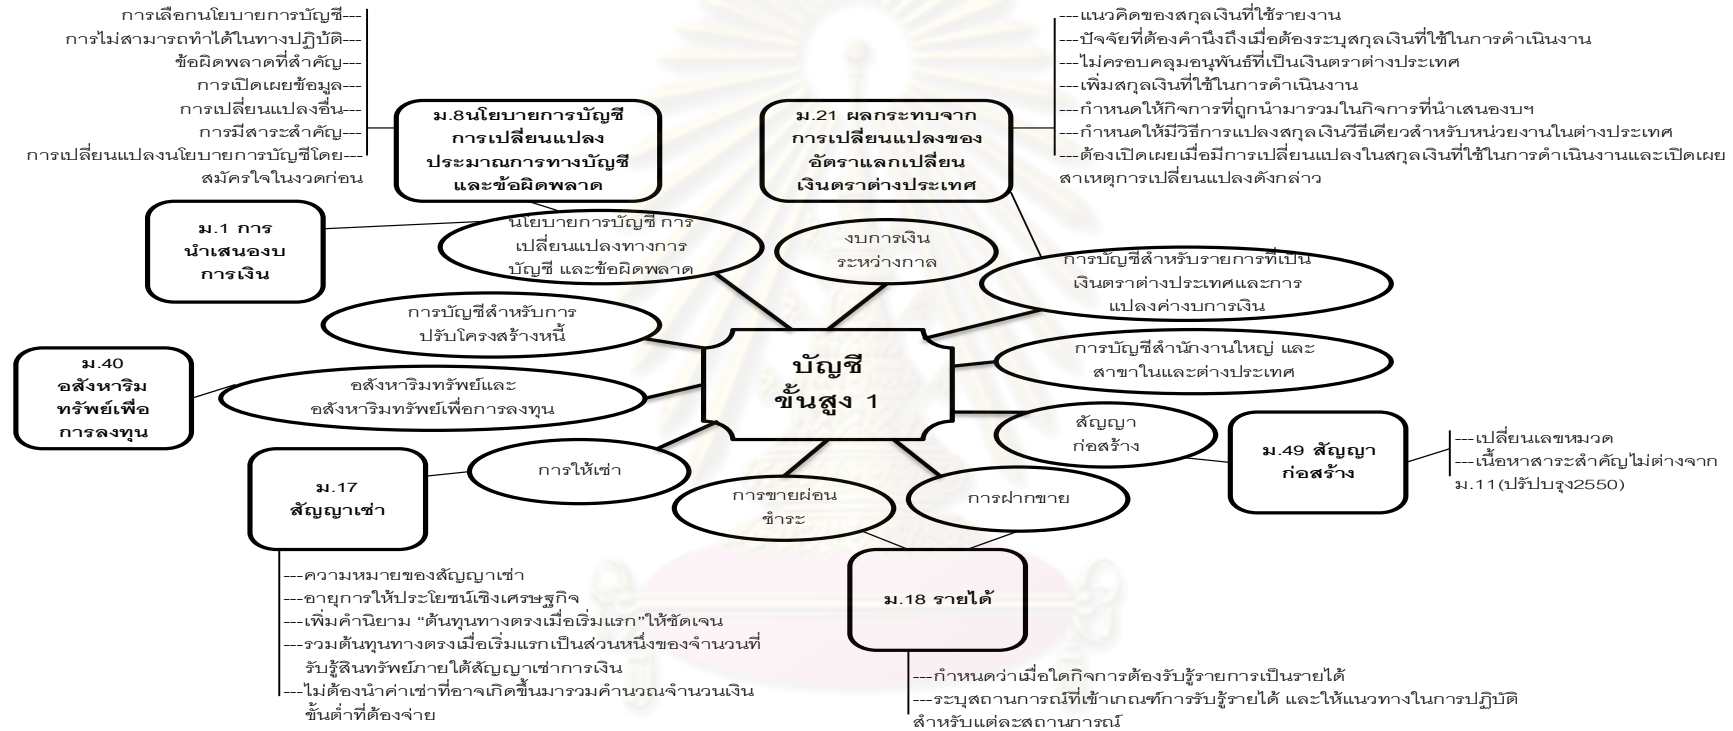 การเลือกนโยบายการบัญชี---
การไม่สามารถทำได้ในทางปฏิบัติ---
ข้อผิดพลาดที่สำคัญ---
การเปิดเผยข้อมูล---
การเปลี่ยนแปลงอื่น---
การมีสาระสำคัญ---
การเปลี่ยนแปลงนโยบายการบัญชีโดย---
สมัครใจในงวดก่อน
ม.8นโยบายการบัญชี
การเปลี่ยนแปลง
ประมาณการทางบัญชี
และข้อผิดพลาด
ม.21 ผลกระทบจาก
การเปลี่ยนแปลงของ
อัตราแลกเปลี่ยน
เงินตราต่างประเทศ
---แนวคิดของสกุลเงินที่ใช้รายงาน
---ปัจจัยที่ต้องคำนึงถึงเมื่อต้องระบุสกุลเงินที่ใช้ในการดำเนินงาน
---ไม่ครอบคลุมอนุพันธ์ที่เป็นเงินตราต่างประเทศ
---เพิ่มสกุลเงินที่ใช้ในการดำเนินงาน
---กำหนดให้กิจการที่ถูกนำมารวมในกิจการที่นำเสนองบฯ
---กำหนดให้มีวิธีการแปลงสกุลเงินวิธีเดียวสำหรับหน่วยงานในต่างประเทศ
---ต้องเปิดเผยเมื่อมีการเปลี่ยนแปลงในสกุลเงินที่ใช้ในการดำเนินงานและเปิดเผย
สาเหตุการเปลี่ยนแปลงดังกล่าว
ม.1 การ
นำเสนองบ
การเงิน
นโยบายการบัญชี การ
เปลี่ยนแปลงทางการ
บัญชี และข้อผิดพลาด
งบการเงิน
ระหว่างกาล
การบัญชีสำหรับรายการที่เป็น
เงินตราต่างประเทศและการ
แปลงค่างบการเงิน
การบัญชีสำหรับการ
ปรับโครงสร้างหนี้
บัญชี
ขั้นสูง 1
การบัญชีสำนักงานใหญ่ และ
สาขาในและต่างประเทศ
ม.40
อสังหาริม
ทรัพย์เพื่อ
การลงทุน
อสังหาริมทรัพย์และ
อสังหาริมทรัพย์เพื่อการลงทุน
สัญญา
ก่อสร้าง
ม.49 สัญญา
ก่อสร้าง
---เปลี่ยนเลขหมวด
---เนื้อหาสาระสำคัญไม่ต่างจาก
ม.11(ปรับปรุง2550)
ม.17
สัญญาเช่า
การให้เช่า
การขายผ่อน
ชำระ
การฝากขาย
ม.18 รายได้
---ความหมายของสัญญาเช่า
---อายุการให้ประโยชน์เชิงเศรษฐกิจ
---เพิ่มคำนิยาม “ต้นทุนทางตรงเมื่อเริ่มแรก”ให้ชัดเจน
---รวมต้นทุนทางตรงเมื่อเริ่มแรกเป็นส่วนหนึ่งของจำนวนที่
รับรู้สินทรัพย์ภายใต้สัญญาเช่าการเงิน
---ไม่ต้องนำค่าเช่าที่อาจเกิดขึ้นมารวมคำนวณจำนวนเงิน
ขั้นต่ำที่ต้องจ่าย
---กำหนดว่าเมื่อใดกิจการต้องรับรู้รายการเป็นรายได้
---ระบุสถานการณ์ที่เข้าเกณฑ์การรับรู้รายได้ และให้แนวทางในการปฏิบัติ
สำหรับแต่ละสถานการณ์